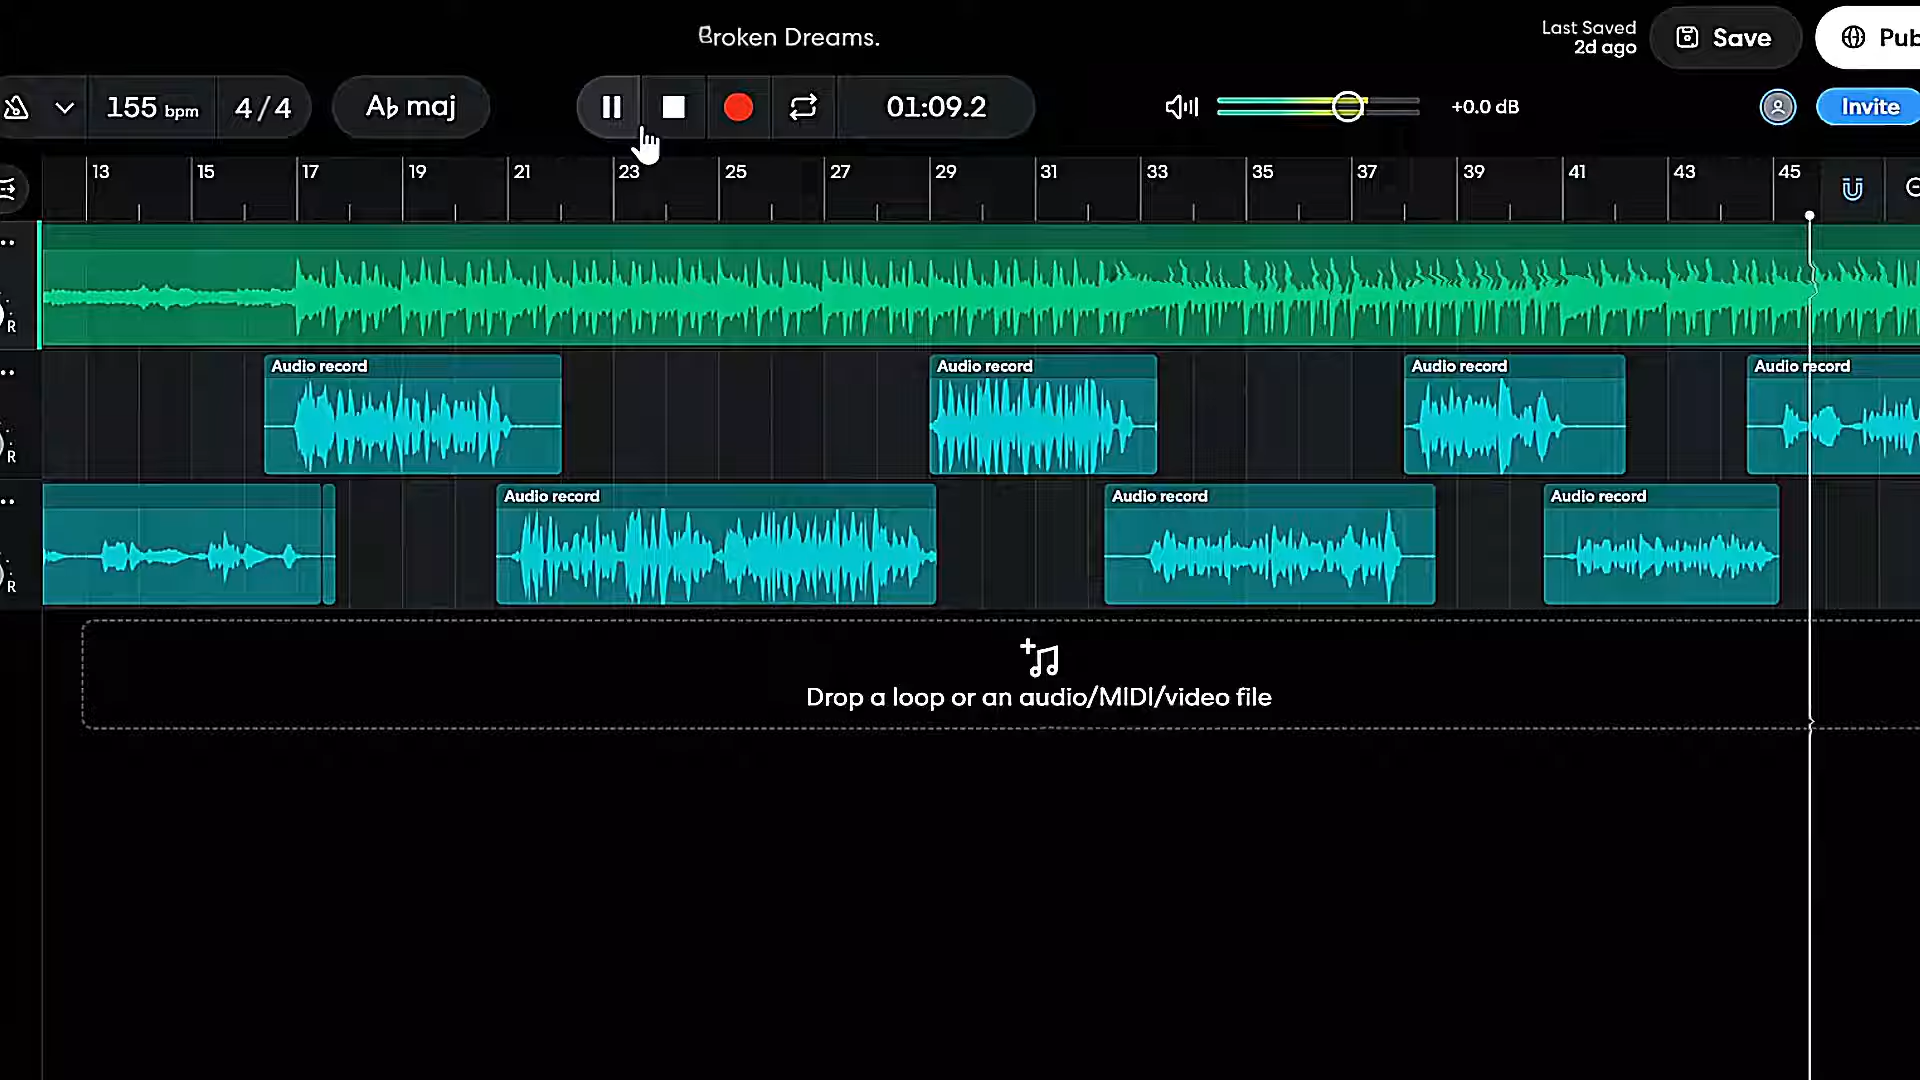 Broken Dreams.
Last Saved
2d ago
Save
Pub
155 bpm
4/4
A♭ maj
01:09.2
+0.0 dB
Invite
13 15 17 19 21 23 25 27 29 31 33 35 37 39 41 43 45
R
Audio record Audio record Audio record Audio record
R
Audio record Audio record Audio record
R
Drop a loop or an audio/MIDI/video file